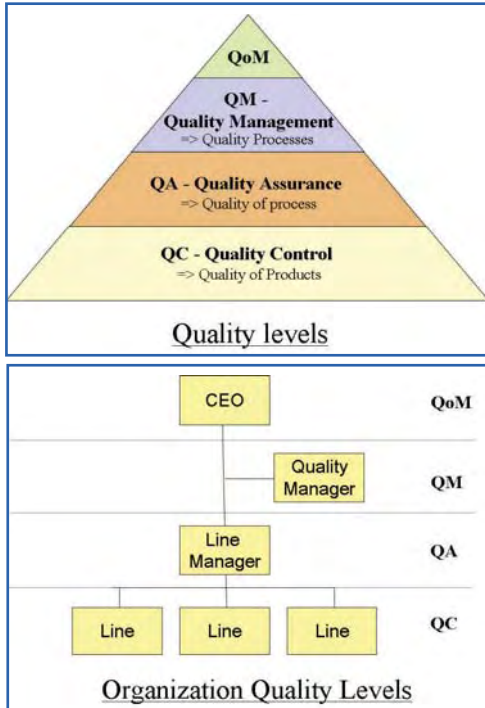 QoM
QM -
Quality Management
=> Quality Processes
QA - Quality Assurance
=> Quality of process
QC - Quality Control
=> Quality of Products
Quality levels
CEO
QoM
Quality
Manager
QM
Line
Manager
QA
Line
Line
Line
QC
Organization Quality Levels